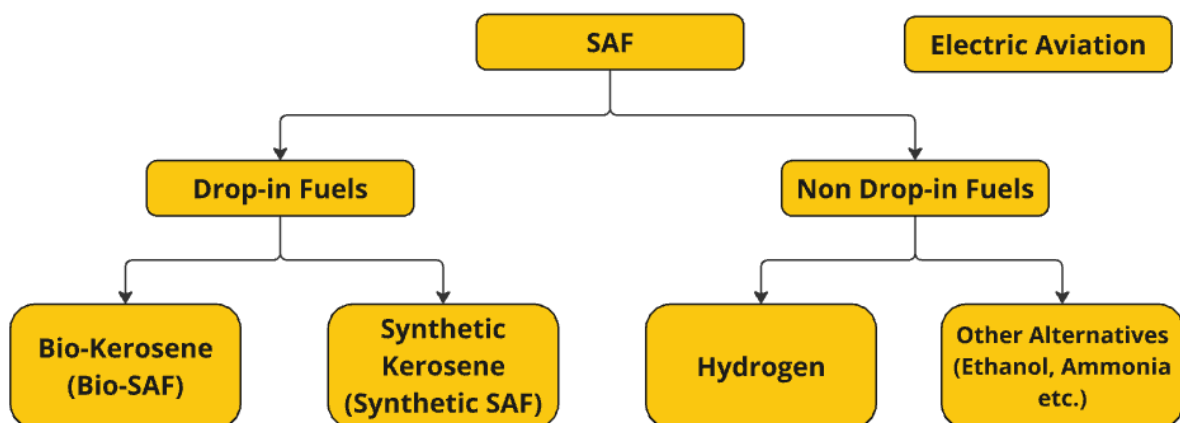 SAF
Electric Aviation
Drop-in Fuels
Non Drop-in Fuels
Bio-Kerosene
(Bio-SAF)
Synthetic
Kerosene
(Synthetic SAF)
Hydrogen
Other Alternatives
(Ethanol, Ammonia
etc.)